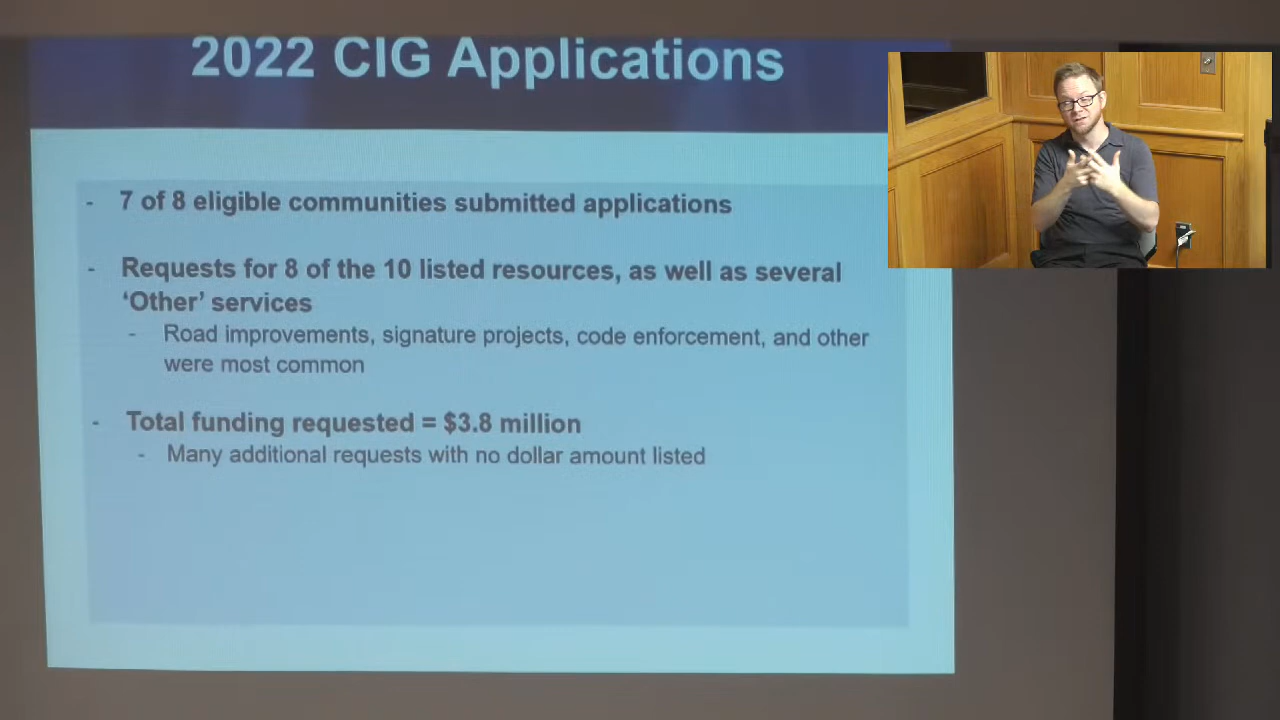 2022 CIG Applications
- 7 of 8 eligible communities submitted applications
- Requests for 8 of the 10 listed resources, as well as several
‘Other’ services
- Road improvements, signature projects, code enforcement, and other
were most common
- Total funding requested = $3.8 million
- Many additional requests with no dollar amount listed